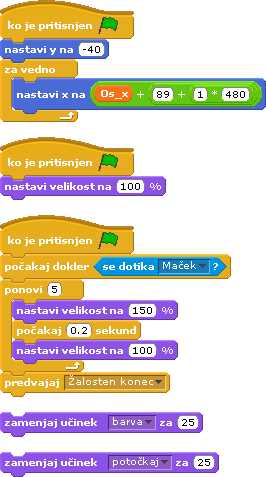 ko je pritisnjen
nastavi y na -40
za vedno
nastavi x na Os_x + 89 + 1 * 480
ko je pritisnjen
nastavi velikost na 100 %
ko je pritisnjen
počakaj dokler se dotika Maček ?
ponovi 5
nastavi velikost na 150 %
počakaj 0.2 sekund
nastavi velikost na 100 %
predvajaj Žalosten konec
zamenjaj učinek barva za 25
zamenjaj učinek potočkaj za 25